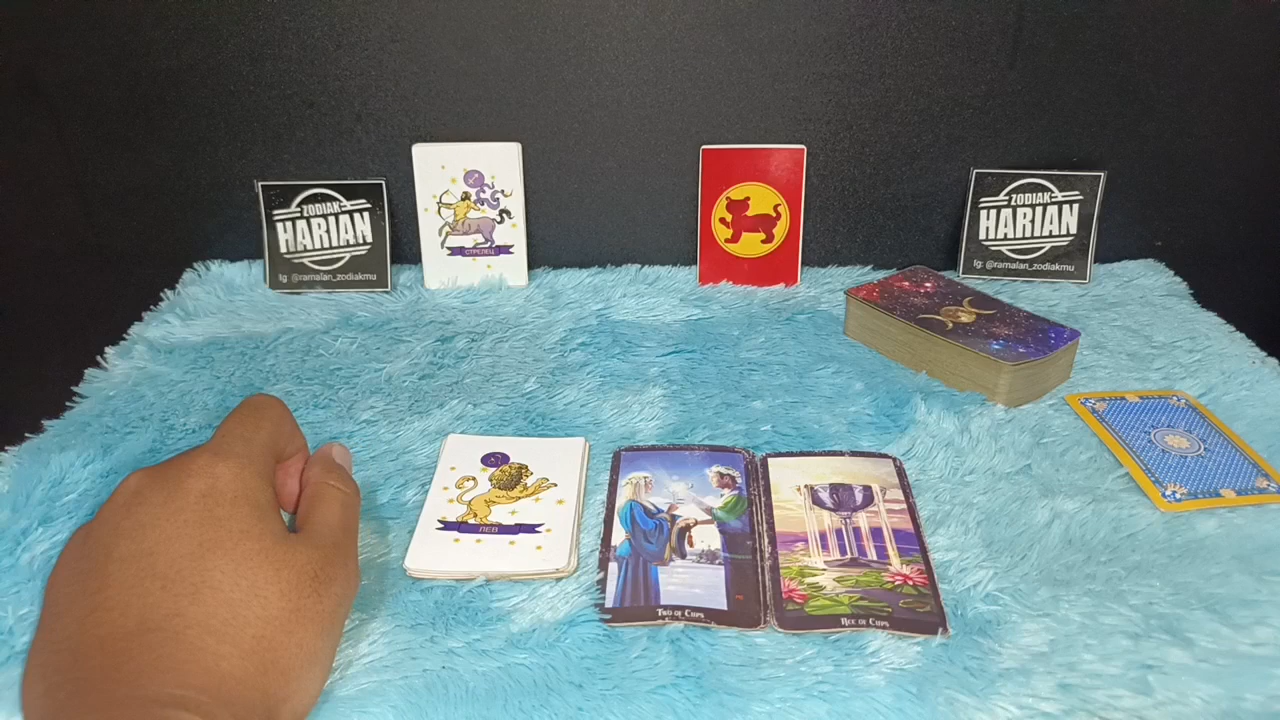 ZODIAK
HARIAN
Ig: @ramalan_zodiakmu
СТРЕЛЕЦ
ZODIAK
HARIAN
Ig: @ramalan_zodiakmu
ЛЕВ
Two of Cups
Ace of Cups